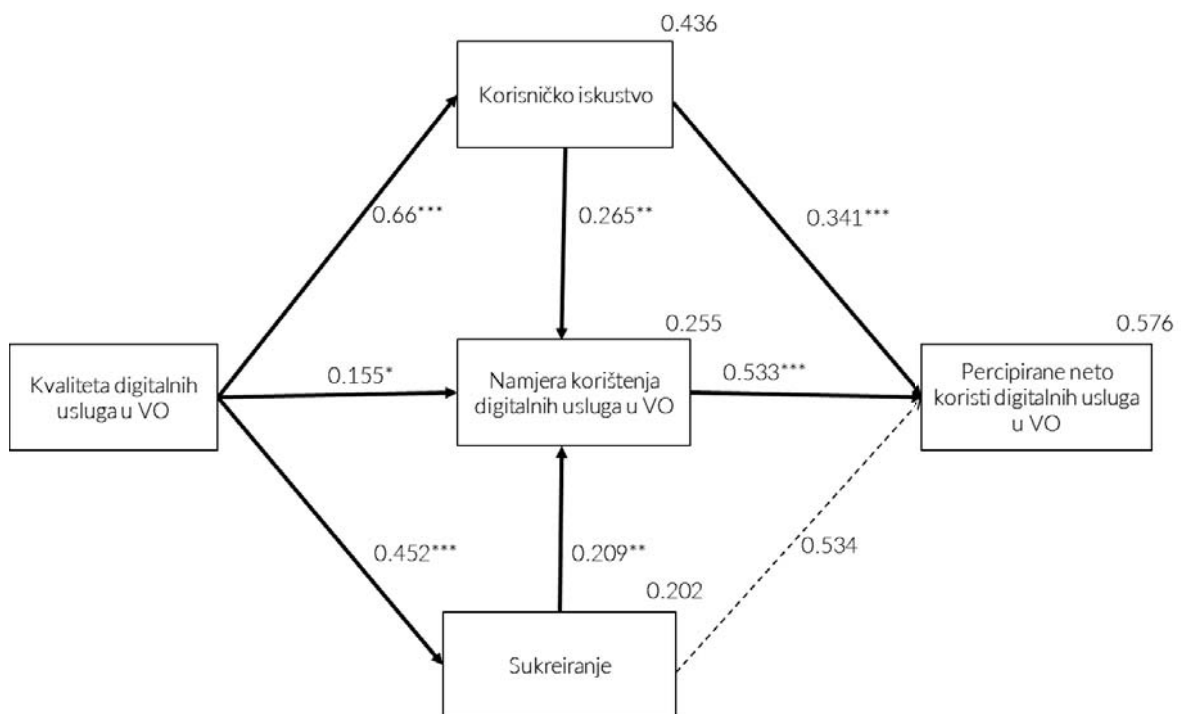 0.436
Korisničko iskustvo
0.66***
0.265**
0.341***
0.255
0.576
Kvaliteta digitalnih
usluga u VO
0.155*
Namjera korištenja
digitalnih usluga u VO
0.533***
Percipirane neto
koristi digitalnih usluga
u VO
0.452***
0.209**
0.534
0.202
Sukreiranje